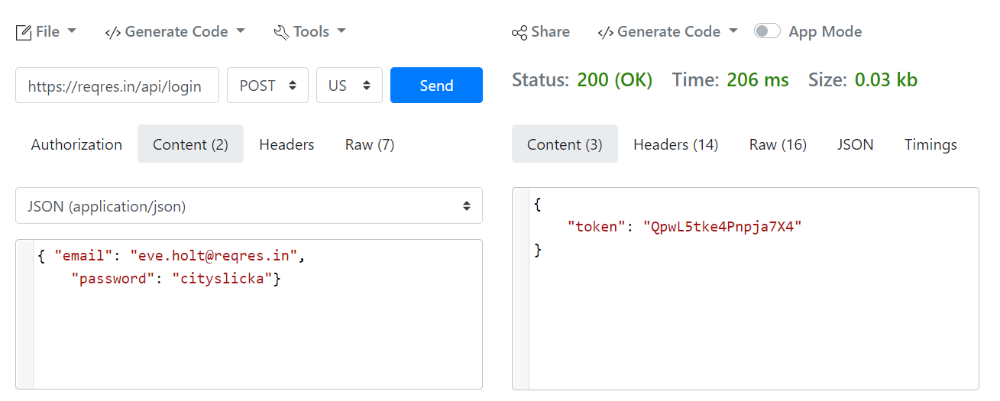 File
</> Generate Code
Tools
Share
</> Generate Code
App Mode
https://reqres.in/api/login
POST
US
Send
Status: 200 (OK) Time: 206 ms Size: 0.03 kb
Authorization
Content (2)
Headers
Raw (7)
Content (3)
Headers (14)
Raw (16)
JSON
Timings
JSON (application/json)
{ "email": "eve.holt@reqres.in",
"password": "cityslicka"}
{
"token": "QpwL5tke4Pnpja7X4"
}